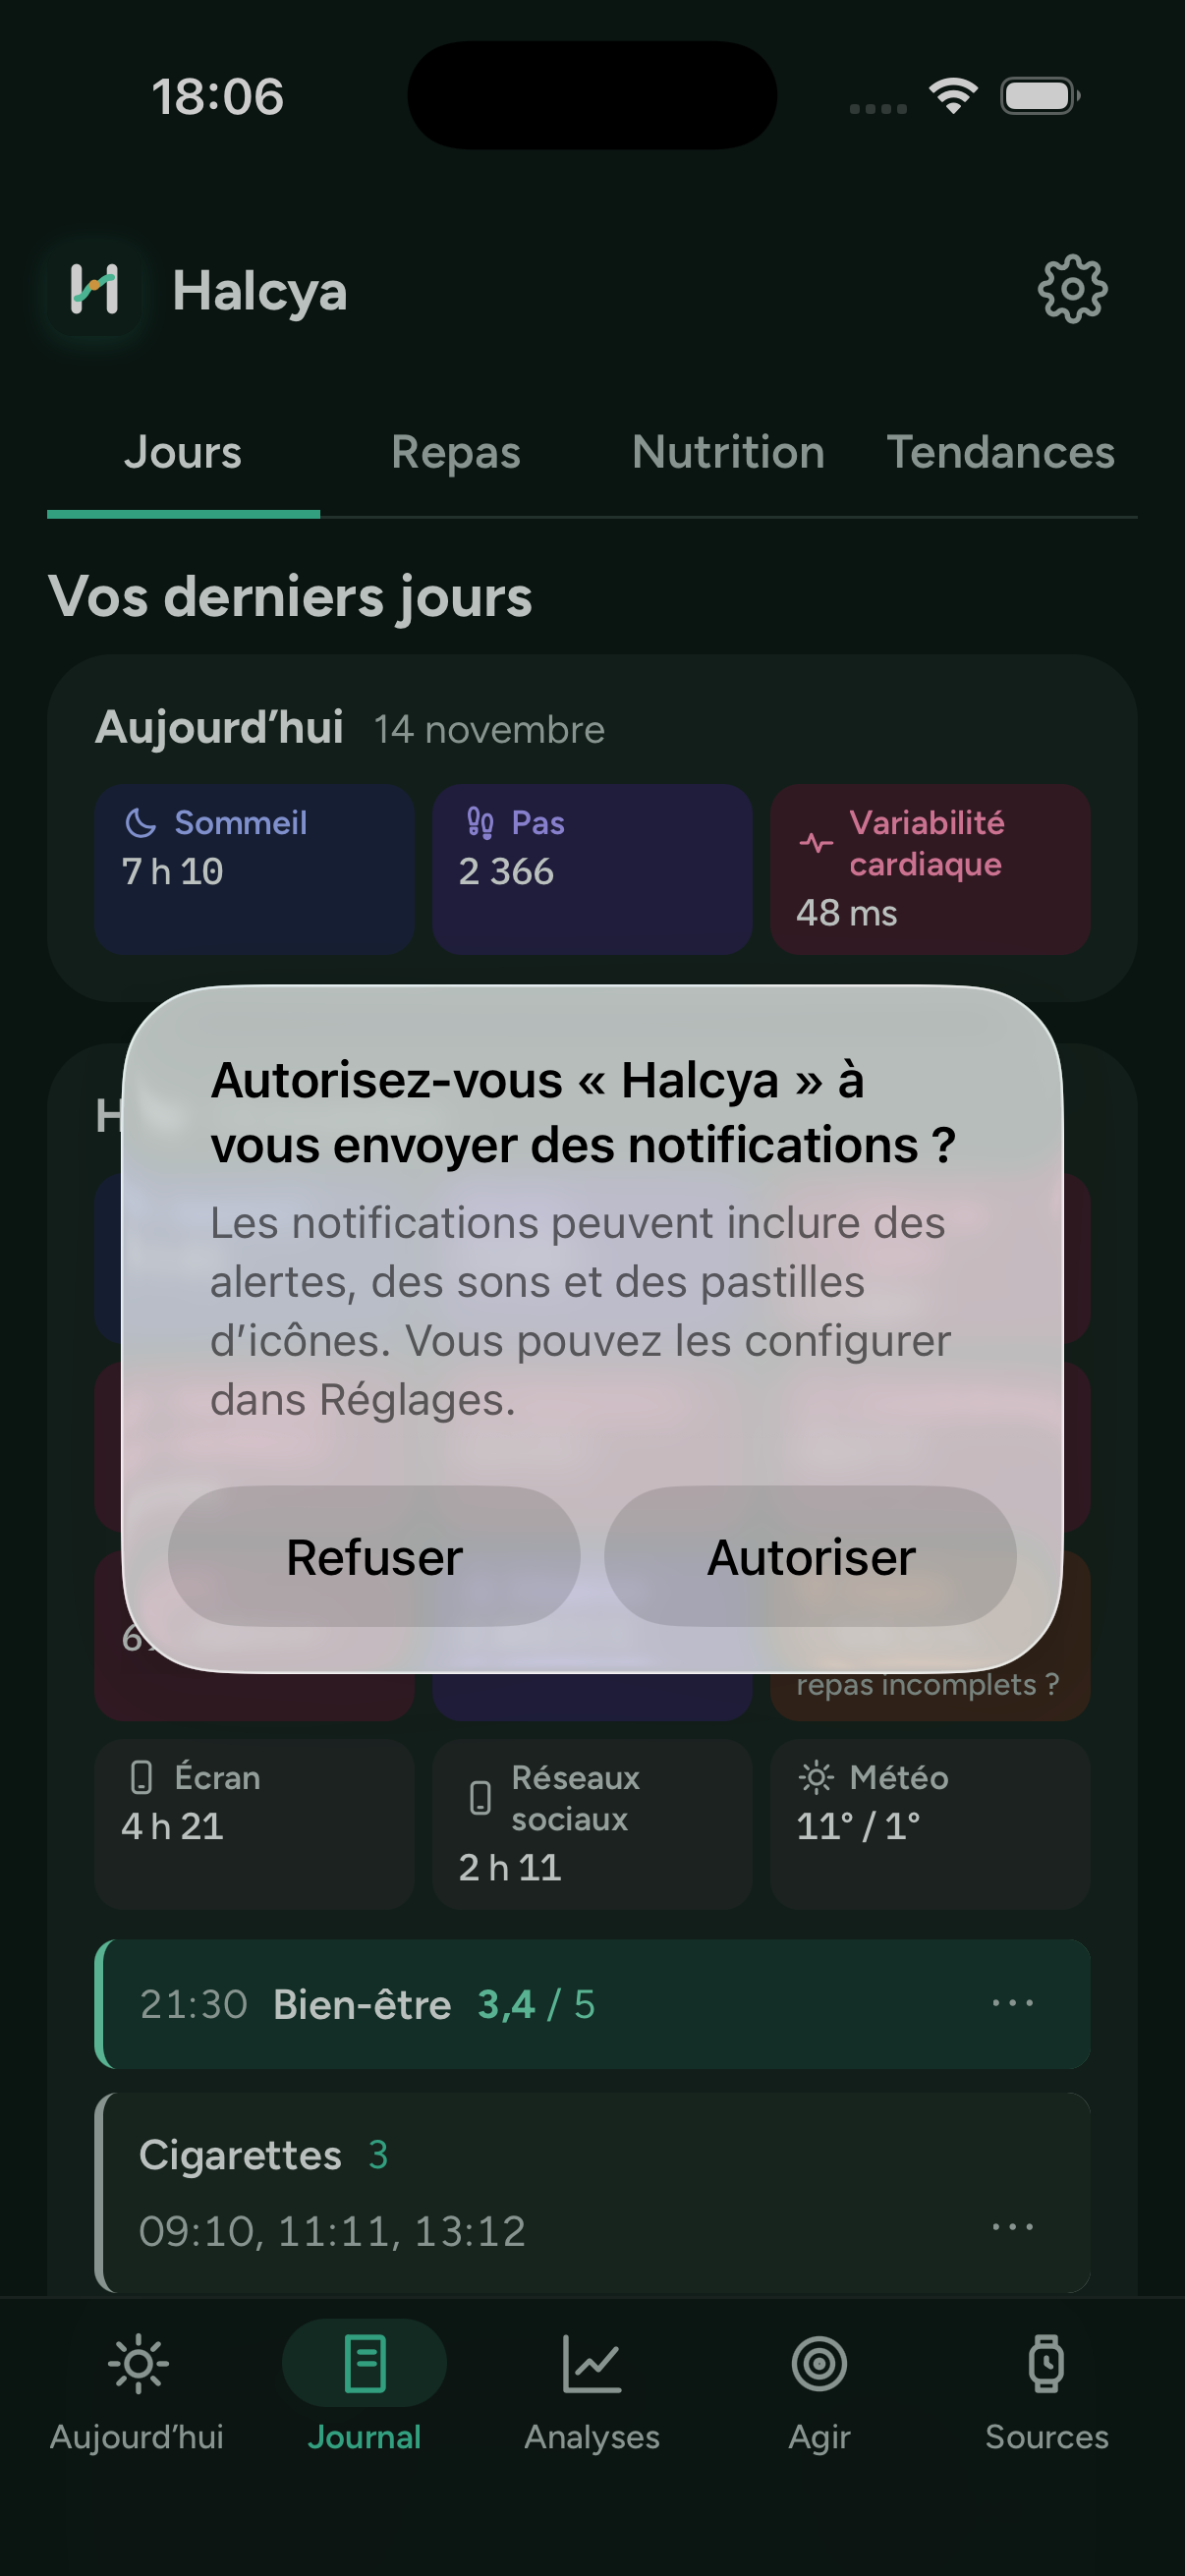 18:06
Halcya
Jours Repas Nutrition Tendances
Vos derniers jours
Aujourd’hui 14 novembre
Sommeil
7 h 10
Pas
2 366
Variabilité
cardiaque
48 ms
Autorisez-vous « Halcya » à
vous envoyer des notifications ?
Les notifications peuvent inclure des
alertes, des sons et des pastilles
d’icônes. Vous pouvez les configurer
dans Réglages.
Refuser Autoriser
repas incomplets ?
Écran
4 h 21
Réseaux
sociaux
2 h 11
Météo
11° / 1°
21:30 Bien-être 3,4 / 5
Cigarettes 3
09:10, 11:11, 13:12
Aujourd’hui Journal Analyses Agir Sources